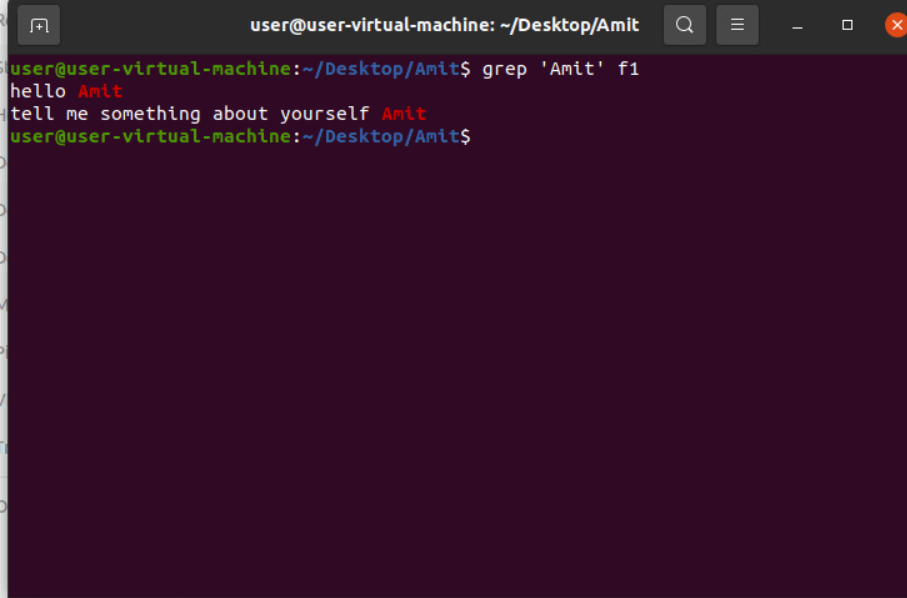 user@user-virtual-machine: ~/Desktop/Amit
user@user-virtual-machine:~/Desktop/Amit$ grep 'Amit' f1
hello Amit
tell me something about yourself Amit
user@user-virtual-machine:~/Desktop/Amit$